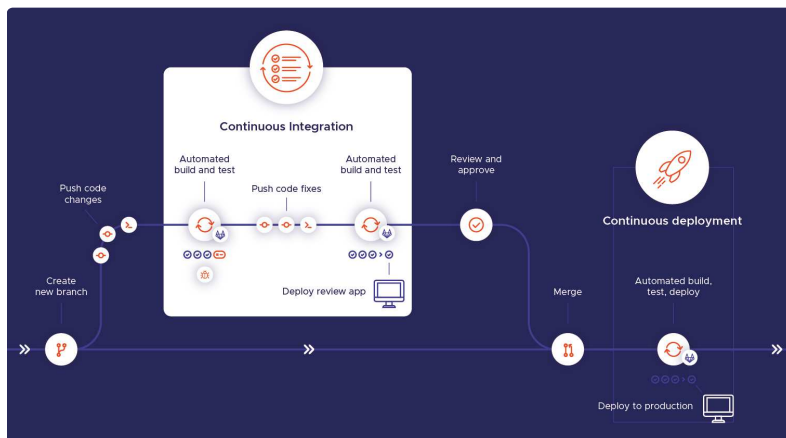 Continuous Integration
Automated
build and test
Automated
build and test
Review and
approve
Push code
changes
Push code fixes
Continuous deployment
Create
new branch
Deploy review app
Merge
Automated build,
test, deploy
Deploy to production